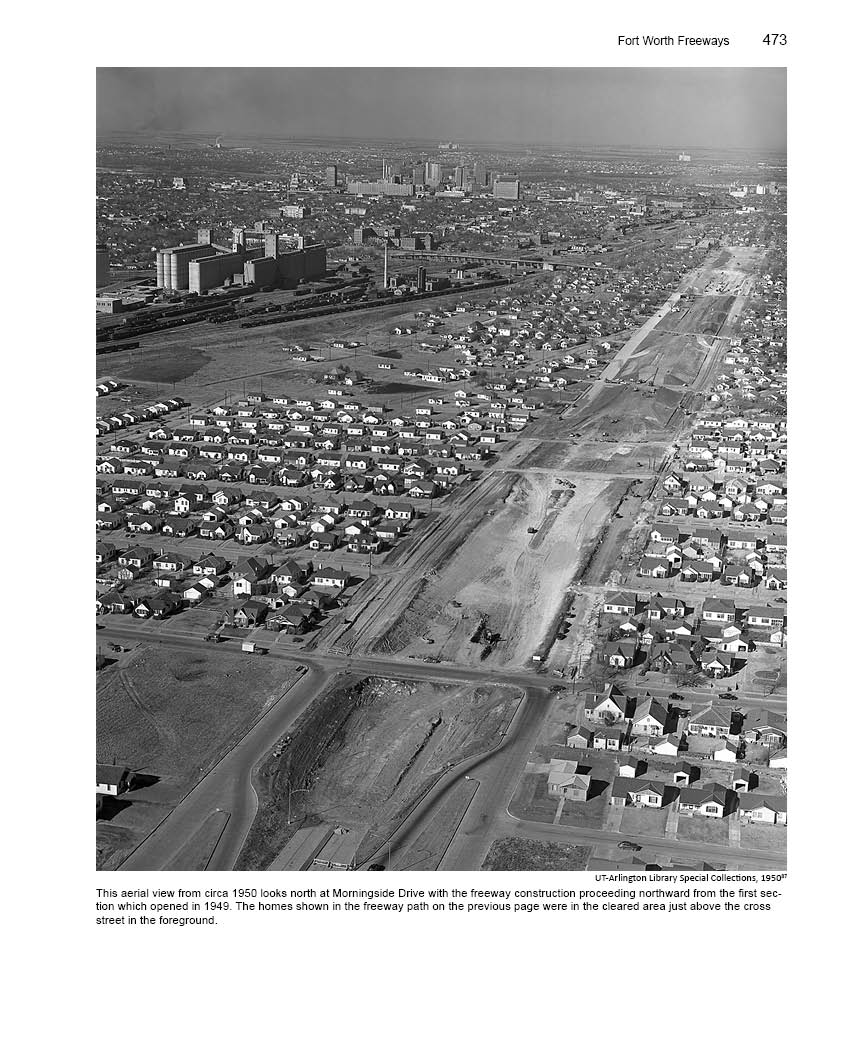 Fort Worth Freeways 473
UT-Arlington Library Special Collections, 1950⁹⁷
This aerial view from circa 1950 looks north at Morningside Drive with the freeway construction proceeding northward from the first sec-
tion which opened in 1949. The homes shown in the freeway path on the previous page were in the cleared area just above the cross
street in the foreground.